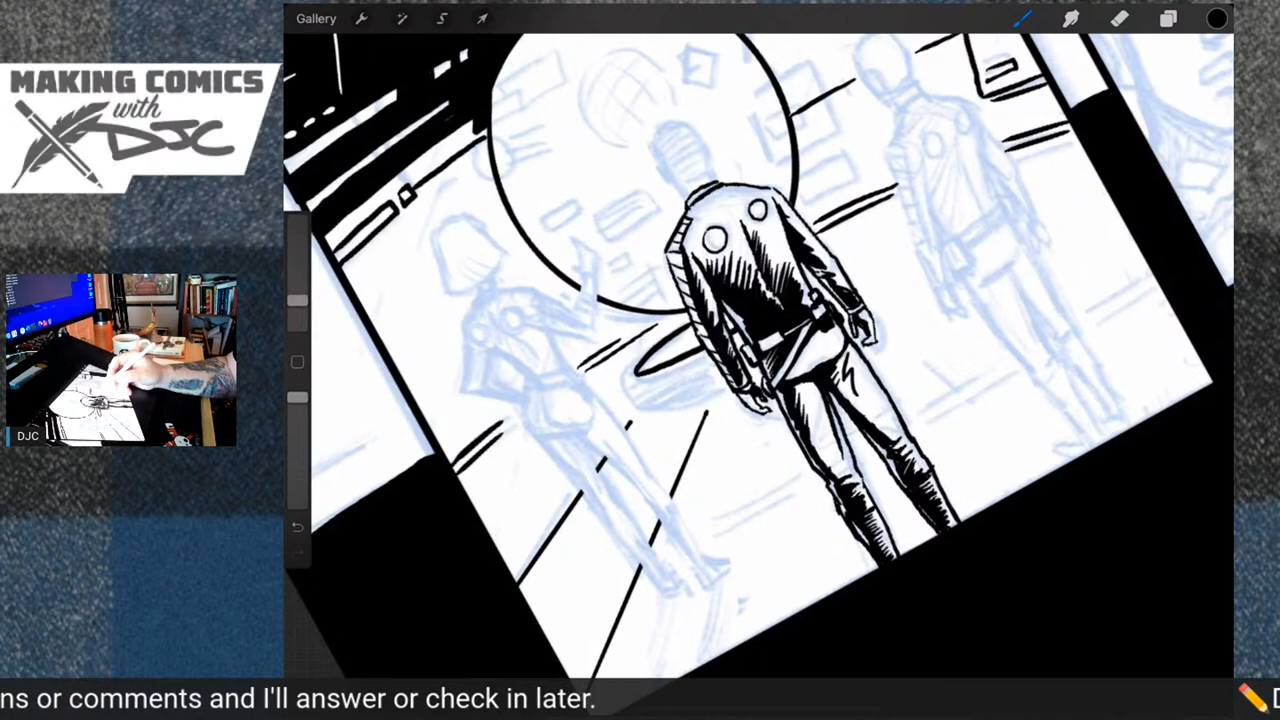 Gallery
MAKING COMICS
with
DJC
DJC
ns or comments and I'll answer or check in later.